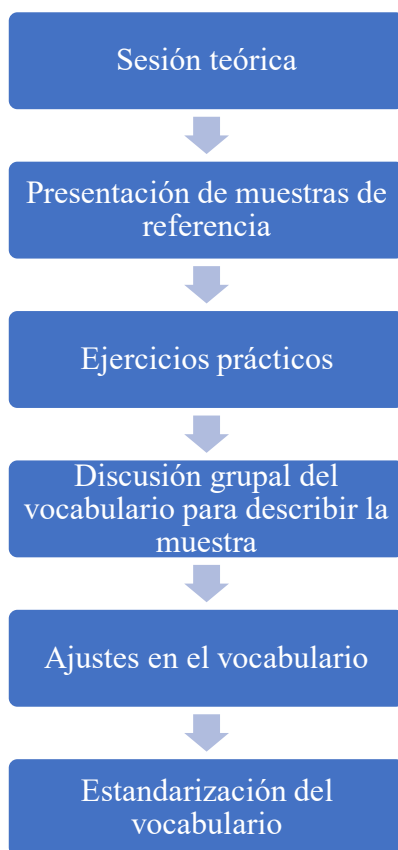 Sesión teórica
Presentación de muestras de
referencia
Ejercicios prácticos
Discusión grupal del
vocabulario para describir la
muestra
Ajustes en el vocabulario
Estandarización del
vocabulario